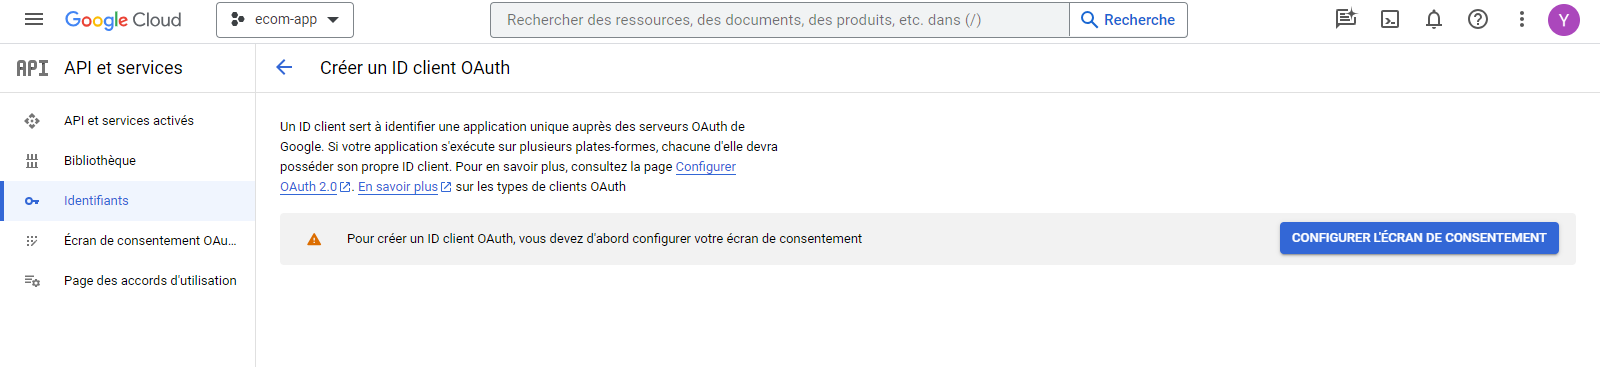 Google Cloud
ecom-app
Rechercher des ressources, des documents, des produits, etc. dans (/)
Recherche
Y
API
API et services
Créer un ID client OAuth
API et services activés
Bibliothèque
Identifiants
Écran de consentement OAu...
Page des accords d'utilisation
Un ID client sert à identifier une application unique auprès des serveurs OAuth de
Google. Si votre application s'exécute sur plusieurs plates-formes, chacune d'elle devra
posséder son propre ID client. Pour en savoir plus, consultez la page Configurer
OAuth 2.0. En savoir plus sur les types de clients OAuth
Pour créer un ID client OAuth, vous devez d'abord configurer votre écran de consentement
CONFIGURER L'ÉCRAN DE CONSENTEMENT